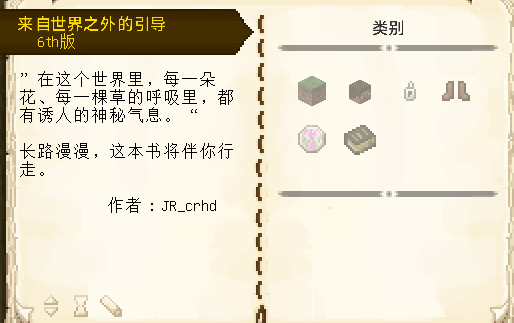 来自世界之外的引导
6th版
”在这个世界里，每一朵
花、每一棵草的呼吸里，都
有诱人的神秘气息。“
长路漫漫，这本书将伴你行
走。
作者：JR_crhd
类别